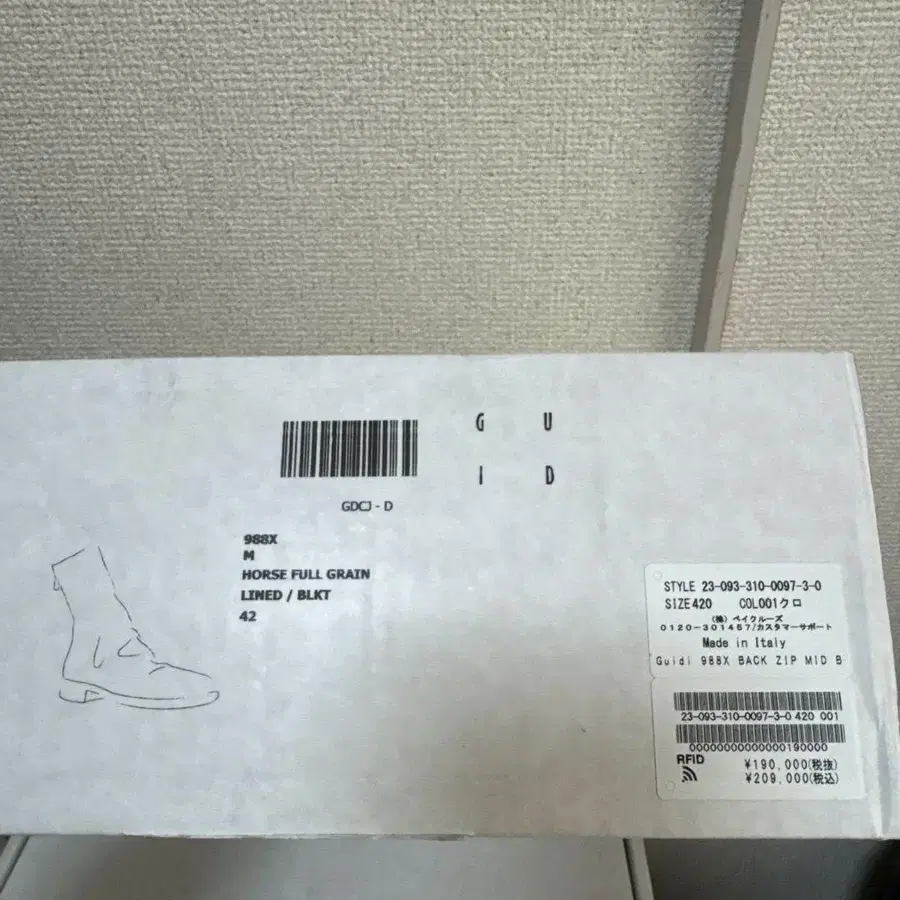 G U
I D
GDCJ - D
988X
M
HORSE FULL GRAIN
LINED / BLKT
42
STYLE 23-093-310-0097-3-0
SIZE 420 COL001クロ
(株) ベイクルーズ
0120-301457/カスタマーサポート
Made in Italy
Guidi 988X BACK ZIP MID B
23-093-310-0097-3-0 420 001
00000000000000190000
RFID
¥190,000(税抜)
¥209,000(税込)